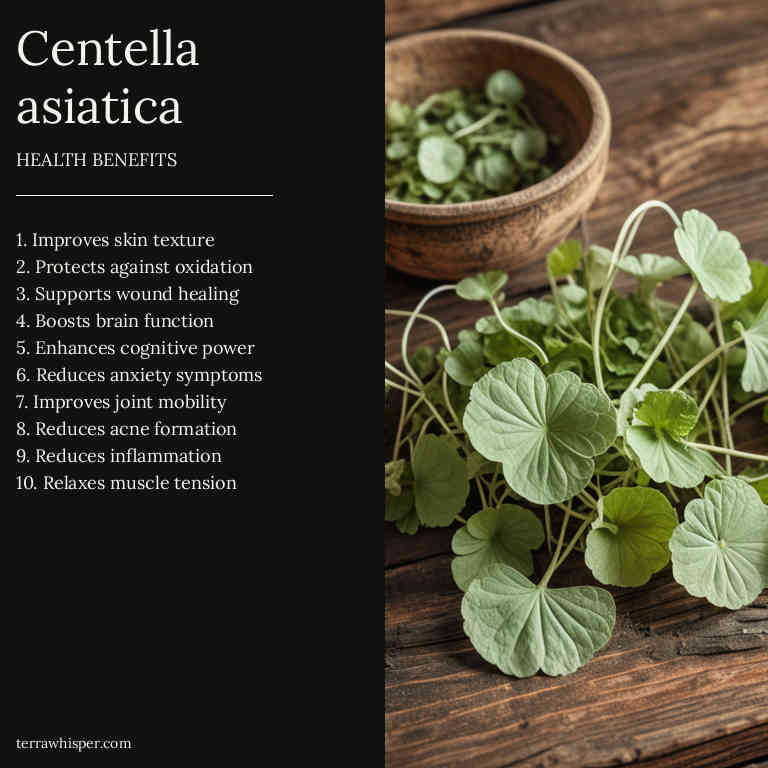 Centella
asiatica
HEALTH BENEFITS
1. Improves skin texture
2. Protects against oxidation
3. Supports wound healing
4. Boosts brain function
5. Enhances cognitive power
6. Reduces anxiety symptoms
7. Improves joint mobility
8. Reduces acne formation
9. Reduces inflammation
10. Relaxes muscle tension
terrawhisper.com